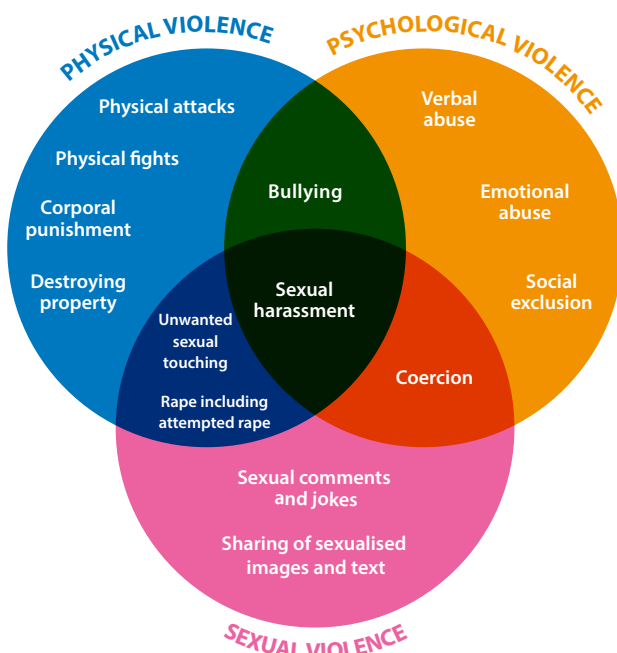 PHYSICAL VIOLENCE
PSYCHOLOGICAL VIOLENCE
Physical attacks
Verbal
abuse
Physical fights
Bullying
Emotional
abuse
Corporal
punishment
Destroying
property
Sexual
harassment
Social
exclusion
Unwanted
sexual
touching
Coercion
Rape including
attempted rape
Sexual comments
and jokes
Sharing of sexualised
images and text
SEXUAL VIOLENCE